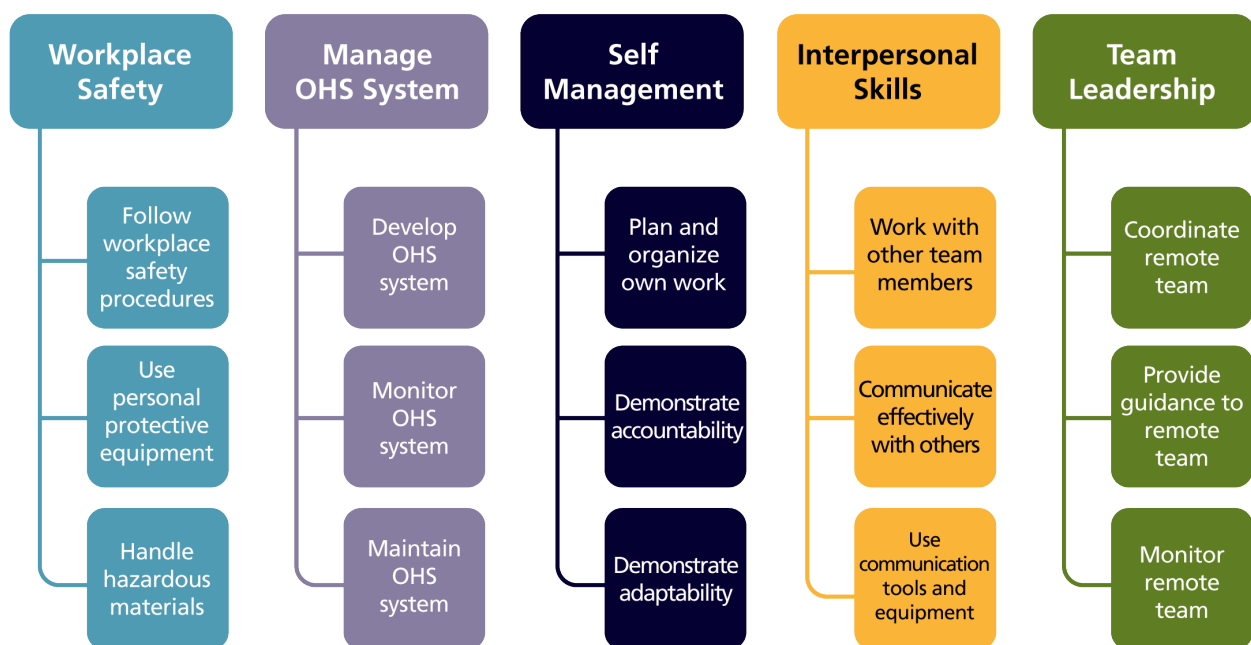 Workplace
Safety
Follow
workplace
safety
procedures
Use
personal
protective
equipment
Handle
hazardous
materials
Manage
OHS System
Develop
OHS
system
Monitor
OHS
system
Maintain
OHS
system
Self
Management
Plan and
organize
own work
Demonstrate
accountability
Demonstrate
adaptability
Interpersonal
Skills
Work with
other team
members
Communicate
effectively
with others
Use
communication
tools and
equipment
Team
Leadership
Coordinate
remote
team
Provide
guidance to
remote
team
Monitor
remote
team